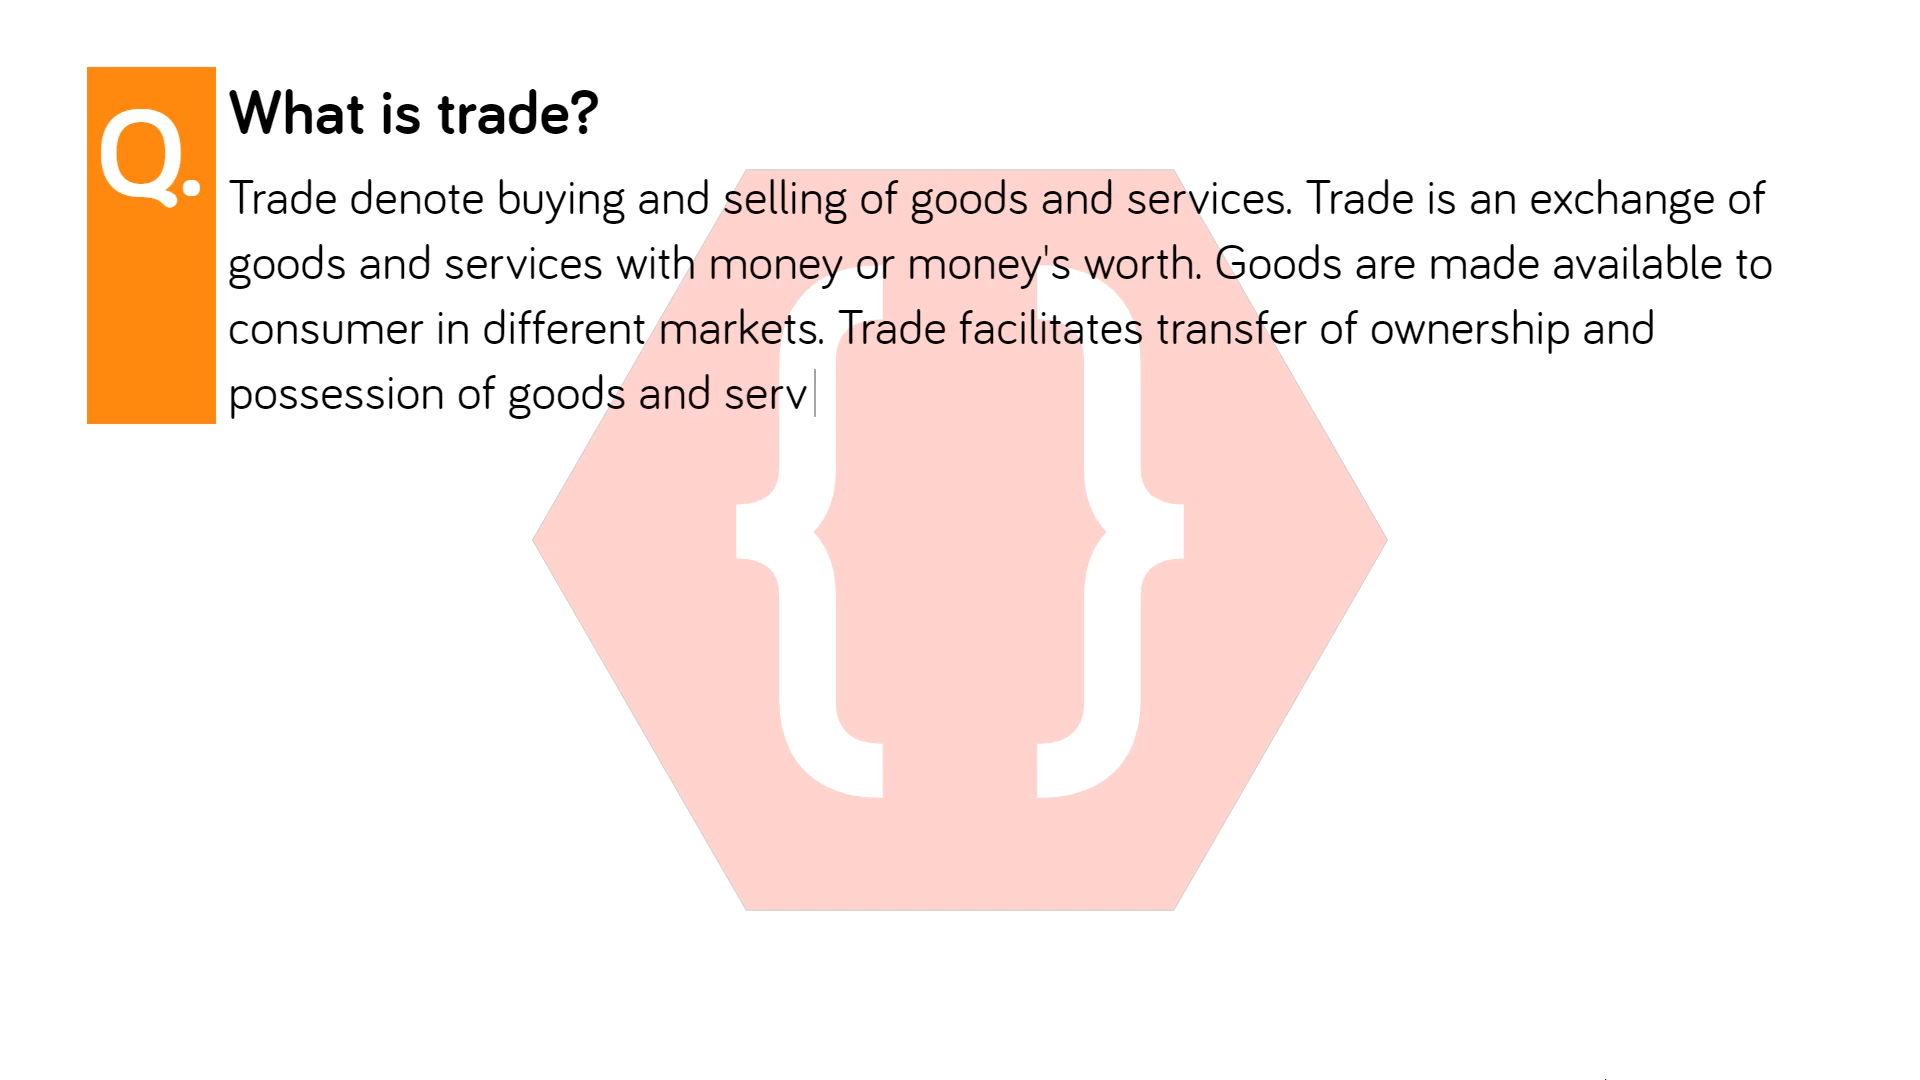 Q.
What is trade?
Trade denote buying and selling of goods and services. Trade is an exchange of
goods and services with money or money's worth. Goods are made available to
consumer in different markets. Trade facilitates transfer of ownership and
possession of goods and serv
{ }